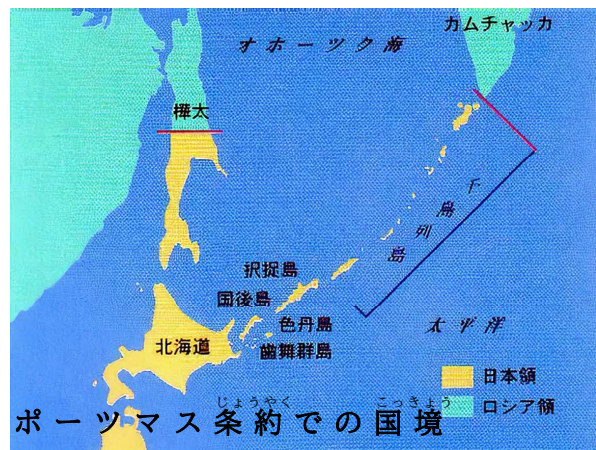 カムチャッカ
オホーツク海
樺太
千島列島
択捉島
国後島
色丹島
太平洋
北海道
歯舞群島
日本領
ロシア領
じょうやく こっきょう
ポーツマス条約での国境